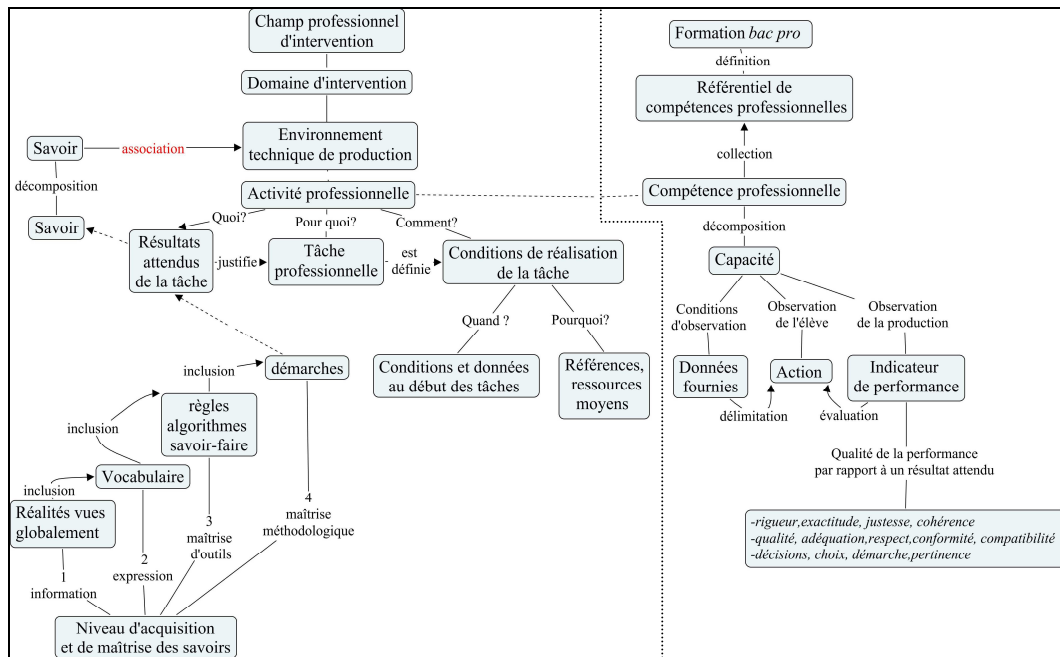 Champ professionnel
d'intervention
Domaine d'intervention
Environnement
technique de production
Savoir
association
décomposition
Savoir
Activité professionnelle
Quoi?
Pour quoi?
Comment?
Résultats
attendus
de la tâche
justifie
Tâche
professionnelle
est
définie
Conditions de réalisation
de la tâche
Quand ?
Pourquoi?
Conditions et données
au début des tâches
Références,
ressources
moyens
démarches
inclusion
règles
algorithmes
savoir-faire
inclusion
Vocabulaire
inclusion
Réalités vues
globalement
1
information
2
expression
3
maîtrise
d'outils
4
maîtrise
méthodologique
Niveau d'acquisition
et de maîtrise des savoirs
Formation bac pro
définition
Référentiel de
compétences professionnelles
collection
Compétence professionnelle
décomposition
Capacité
Conditions
d'observation
Observation
de l'élève
Observation
de la production
Données
fournies
Action
Indicateur
de performance
délimitation
évaluation
Qualité de la performance
par rapport à un résultat attendu
-rigueur,exactitude, justesse, cohérence
-qualité, adéquation,respect,conformité, compatibilité
-décisions, choix, démarche,pertinence